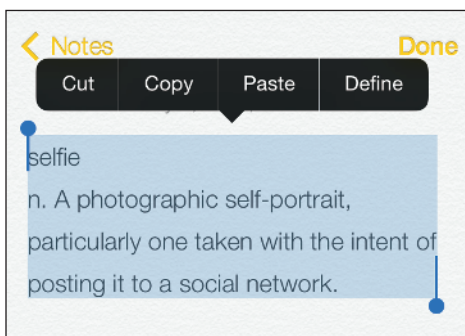 Notes
Done
Cut Copy Paste Define
selfie
n. A photographic self-portrait,
particularly one taken with the intent of
posting it to a social network.